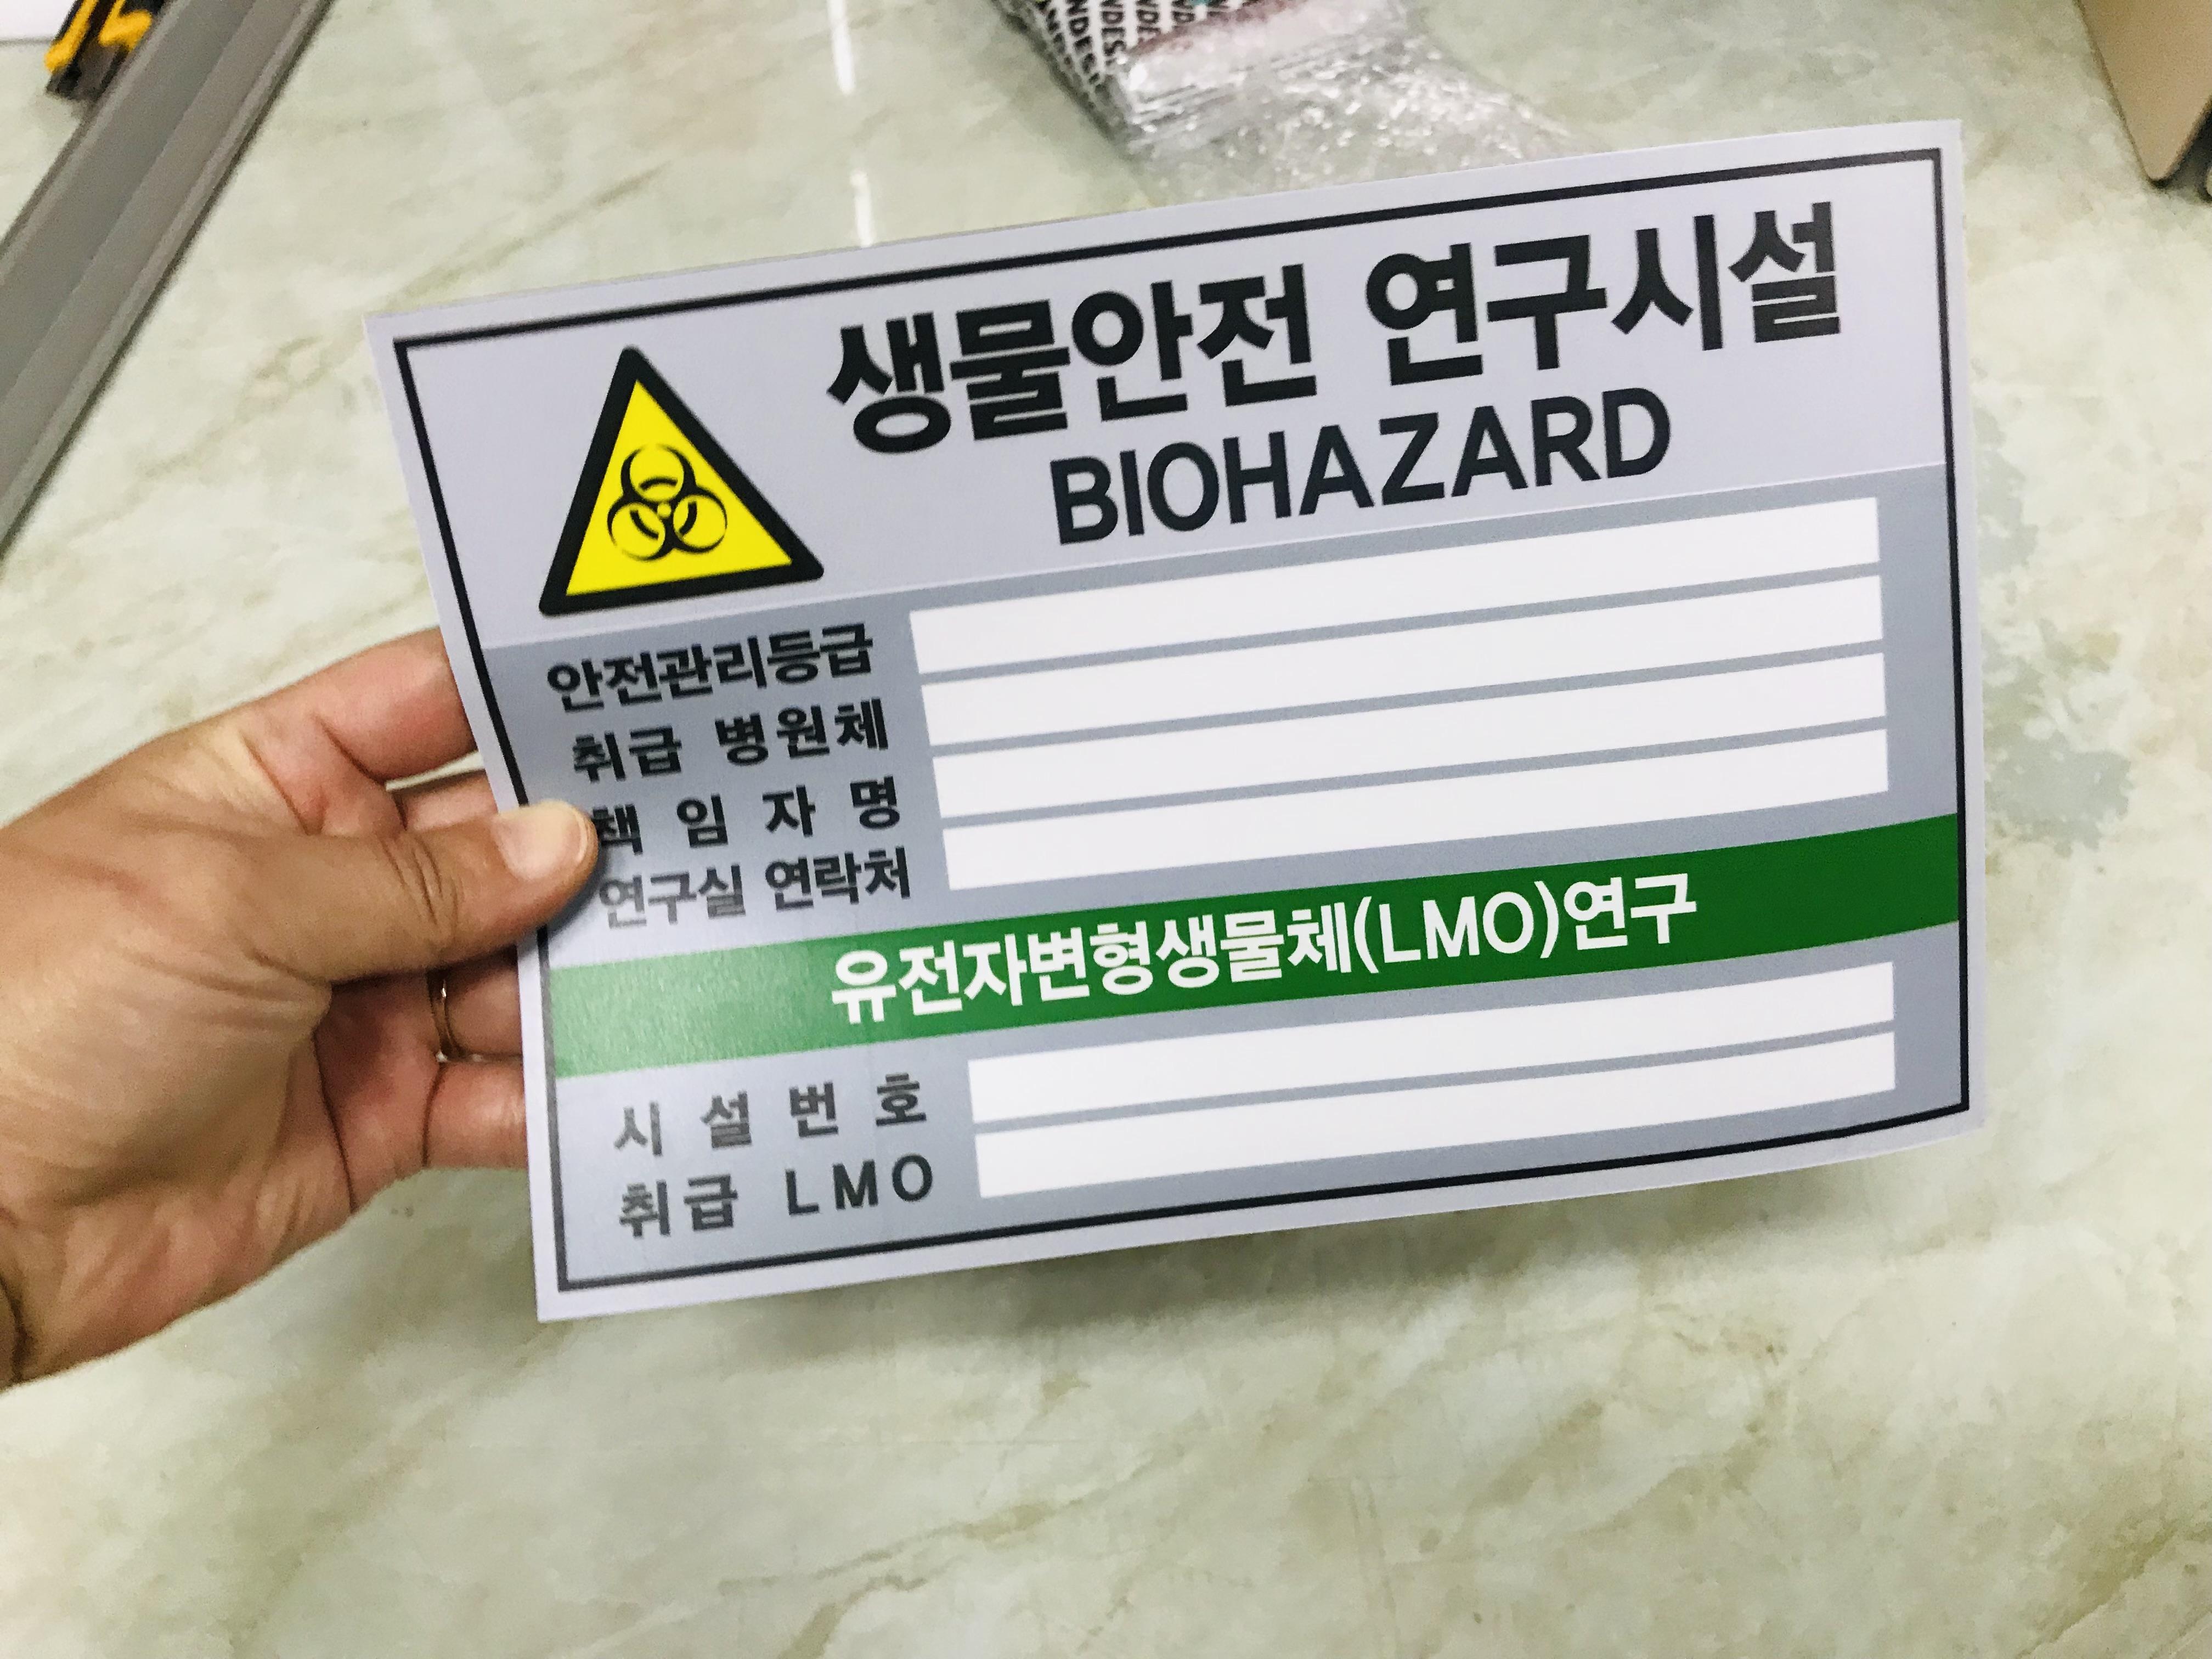 생물안전 연구시설
BIOHAZARD
안전관리등급
취급 병원체
책 임 자 명
연구실 연락처
유전자변형생물체(LMO)연구
시 설 번 호
취급 LMO